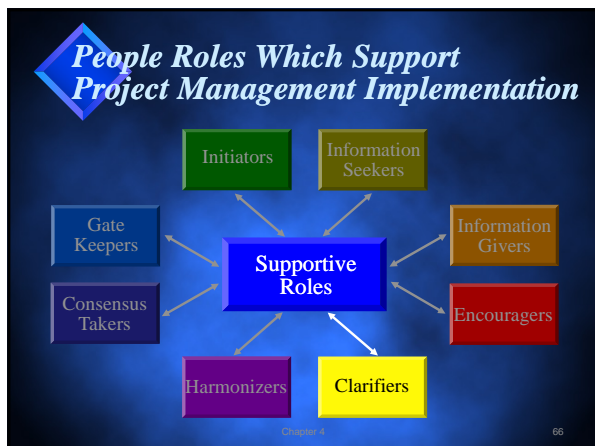 People Roles Which Support
Project Management Implementation
Initiators
Information
Seekers
Gate
Keepers
Information
Givers
Supportive
Roles
Consensus
Takers
Encouragers
Harmonizers
Clarifiers
Chapter 4
66